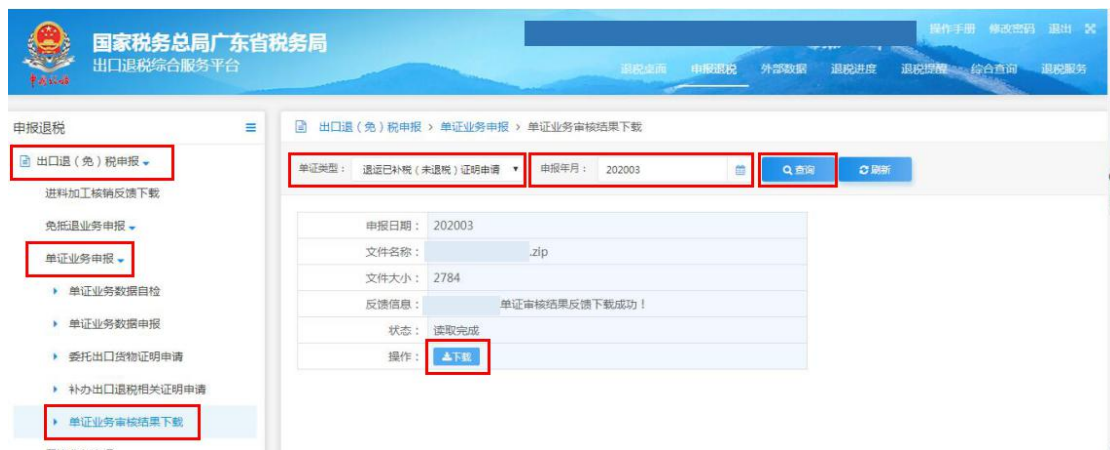 国家税务总局广东省税务局
出口退税综合服务平台
操作手册 修改密码 退出
退税桌面 申报退税 外部数据 退税进度 退税提醒 综合查询 退税服务
申报退税
出口退（免）税申报 > 单证业务申报 > 单证业务审核结果下载
出口退（免）税申报
单证类型： 退运已补税（未退税）证明申请 申报年月： 202003 查询 刷新
进料加工核销反馈下载
免抵退业务申报
单证业务申报
单证业务数据自检
单证业务数据申报
委托出口货物证明申请
补办出口退税相关证明申请
单证业务审核结果下载
申报日期： 202003
文件名称： .zip
文件大小： 2784
反馈信息： 单证审核结果反馈下载成功！
状态： 读取完成
操作： 下载